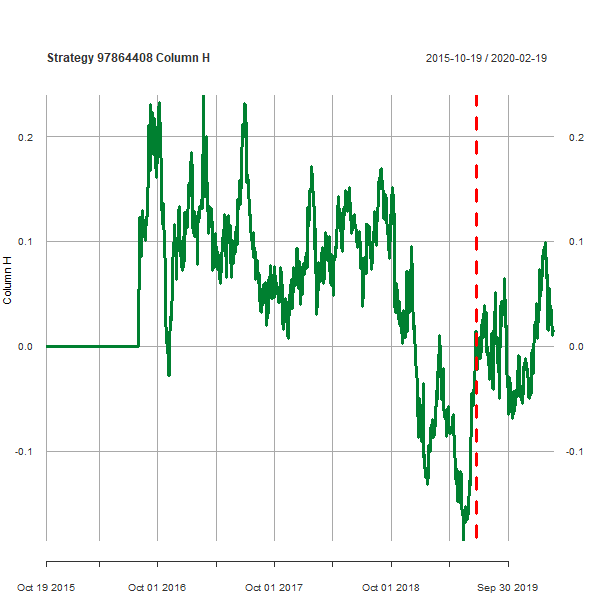 Strategy 97864408 Column H
2015-10-19 / 2020-02-19
0.2
0.2
0.1
0.1
Column H
0.0
0.0
-0.1
-0.1
Oct 19 2015
Oct 01 2016
Oct 01 2017
Oct 01 2018
Sep 30 2019